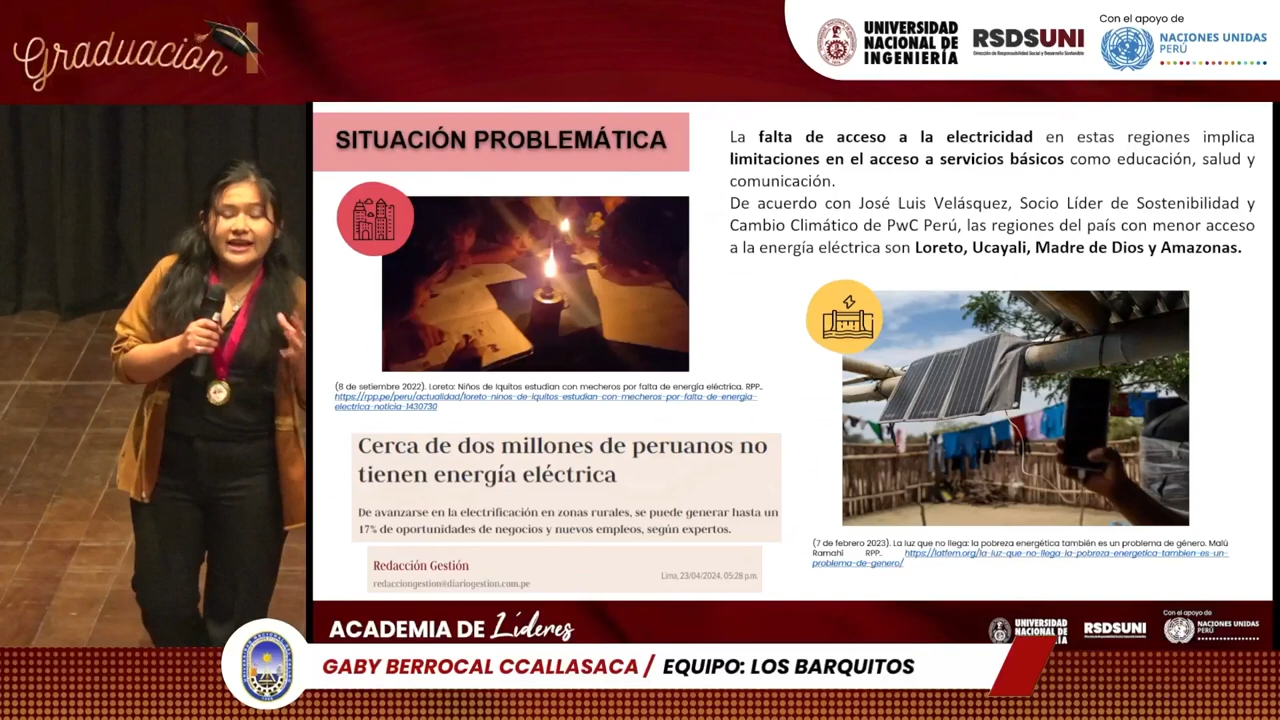 Graduación
Con el apoyo de
UNIVERSIDAD
NACIONAL DE
INGENIERÍA
RSDSUNI
Dirección de Responsabilidad Social y Desarrollo Sostenible
NACIONES UNIDAS
PERÚ
SITUACIÓN PROBLEMÁTICA
La falta de acceso a la electricidad en estas regiones implica
limitaciones en el acceso a servicios básicos como educación, salud y
comunicación.
De acuerdo con José Luis Velásquez, Socio Líder de Sostenibilidad y
Cambio Climático de PwC Perú, las regiones del país con menor acceso
a la energía eléctrica son Loreto, Ucayali, Madre de Dios y Amazonas.
(8 de setiembre 2022). Loreto: Niños de Iquitos estudian con mecheros por falta de energía eléctrica. RPP..
https://rpp.pe/peru/actualidad/loreto-ninos-de-iquitos-estudian-con-mecheros-por-falta-de-energia-
electrica-noticia-1430730
Cerca de dos millones de peruanos no
tienen energía eléctrica
De avanzarse en la electrificación en zonas rurales, se puede generar hasta un
17% de oportunidades de negocios y nuevos empleos, según expertos.
Redacción Gestión
redacciongestion@diariogestion.com.pe
Lima, 23/04/2024, 05:28 p.m.
(7 de febrero 2023). La luz que no llega: la pobreza energética también es un problema de género. Malú
Ramahí RPP.. https://latfem.org/la-luz-que-no-llega-la-pobreza-energetica-tambien-es-un-
problema-de-genero/
ACADEMIA DE Líderes
UNIVERSIDAD
NACIONAL DE
RSDSUNI
Con el apoyo de
NACIONES UNIDAS
PERÚ
GABY BERROCAL CCALLASACA / EQUIPO: LOS BARQUITOS